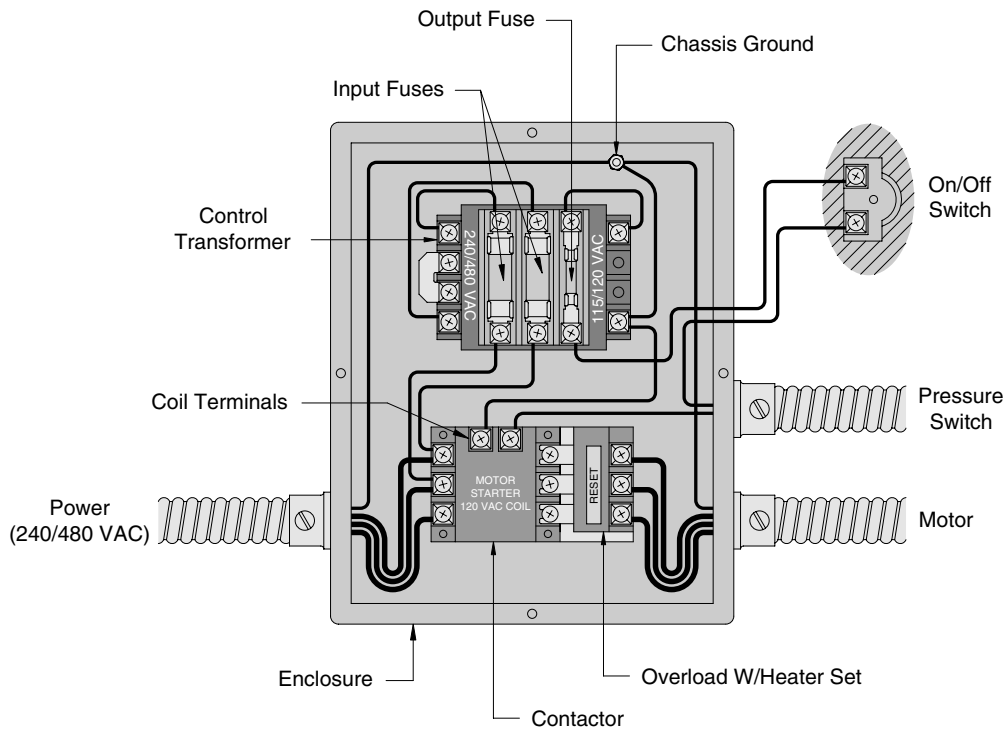 Output Fuse
Chassis Ground
Input Fuses
On/Off
Switch
Control
Transformer
240/480 VAC
115/120 VAC
Coil Terminals
Pressure
Switch
MOTOR
STARTER
120 VAC COIL
RESET
Power
(240/480 VAC)
Motor
Enclosure
Overload W/Heater Set
Contactor